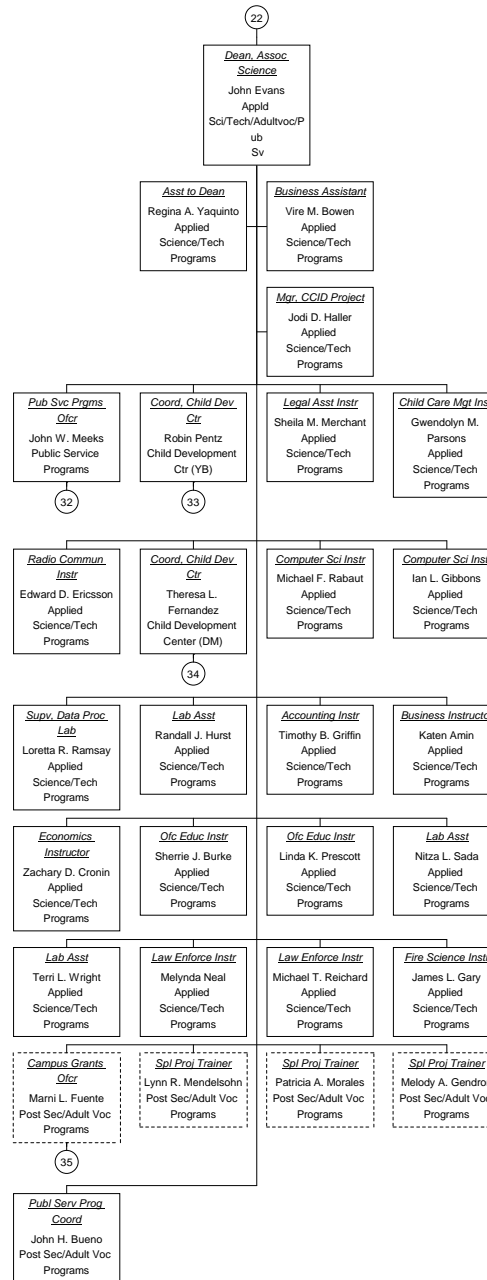 22
Dean, Assoc
Science
John Evans
Appld
Sci/Tech/Adultvoc/P
ub
Sv
Asst to Dean
Regina A. Yaquinto
Applied
Science/Tech
Programs
Business Assistant
Vire M. Bowen
Applied
Science/Tech
Programs
Mgr, CCID Project
Jodi D. Haller
Applied
Science/Tech
Programs
Pub Svc Prgms
Ofcr
John W. Meeks
Public Service
Programs
32
Coord, Child Dev
Ctr
Robin Pentz
Child Development
Ctr (YB)
33
Legal Asst Instr
Sheila M. Merchant
Applied
Science/Tech
Programs
Child Care Mgt Ins
Gwendolyn M.
Parsons
Applied
Science/Tech
Programs
Radio Commun
Instr
Edward D. Ericsson
Applied
Science/Tech
Programs
Coord, Child Dev
Ctr
Theresa L.
Fernandez
Child Development
Center (DM)
34
Computer Sci Instr
Michael F. Rabaut
Applied
Science/Tech
Programs
Computer Sci Inst
Ian L. Gibbons
Applied
Science/Tech
Programs
Supv, Data Proc
Lab
Loretta R. Ramsay
Applied
Science/Tech
Programs
Lab Asst
Randall J. Hurst
Applied
Science/Tech
Programs
Accounting Instr
Timothy B. Griffin
Applied
Science/Tech
Programs
Business Instructo
Katen Amin
Applied
Science/Tech
Programs
Economics
Instructor
Zachary D. Cronin
Applied
Science/Tech
Programs
Ofc Educ Instr
Sherrie J. Burke
Applied
Science/Tech
Programs
Ofc Educ Instr
Linda K. Prescott
Applied
Science/Tech
Programs
Lab Asst
Nitza L. Sada
Applied
Science/Tech
Programs
Lab Asst
Terri L. Wright
Applied
Science/Tech
Programs
Law Enforce Instr
Melynda Neal
Applied
Science/Tech
Programs
Law Enforce Instr
Michael T. Reichard
Applied
Science/Tech
Programs
Fire Science Inst
James L. Gary
Applied
Science/Tech
Programs
Campus Grants
Ofcr
Marni L. Fuente
Post Sec/Adult Voc
Programs
35
Spl Proj Trainer
Lynn R. Mendelsohn
Post Sec/Adult Voc
Programs
Spl Proj Trainer
Patricia A. Morales
Post Sec/Adult Voc
Programs
Spl Proj Trainer
Melody A. Gendron
Post Sec/Adult Voc
Programs
Publ Serv Prog
Coord
John H. Bueno
Post Sec/Adult Voc
Programs